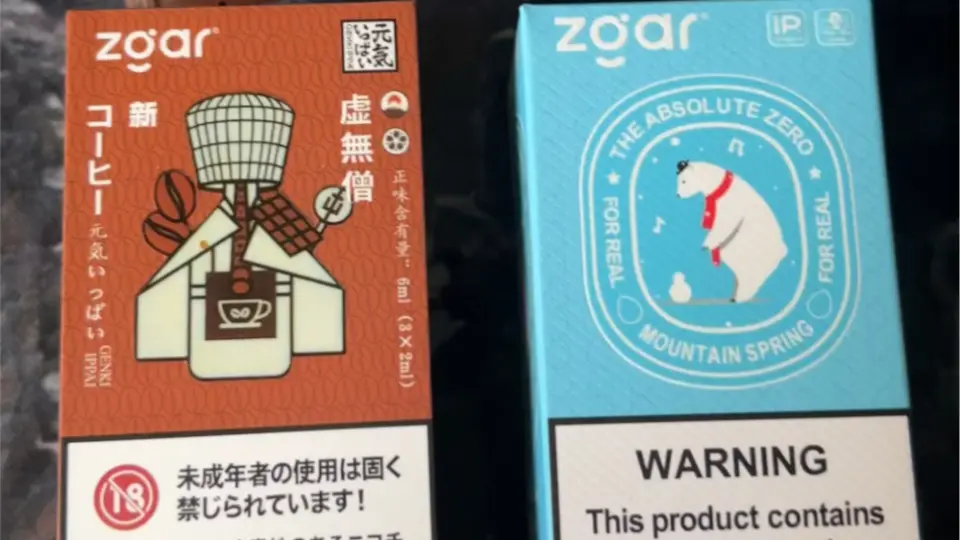 zgar
元気
いっぱい
新
コーヒー
元気いっぱい
GENKI
IPPAI
虚無僧
山
正味含有量：6ml（3×2ml）
18
未成年者の使用は固く
禁じられています！
zgar
IP
THE ABSOLUTE ZERO
FOR REAL
FOR REAL
MOUNTAIN SPRING
WARNING
This product contains